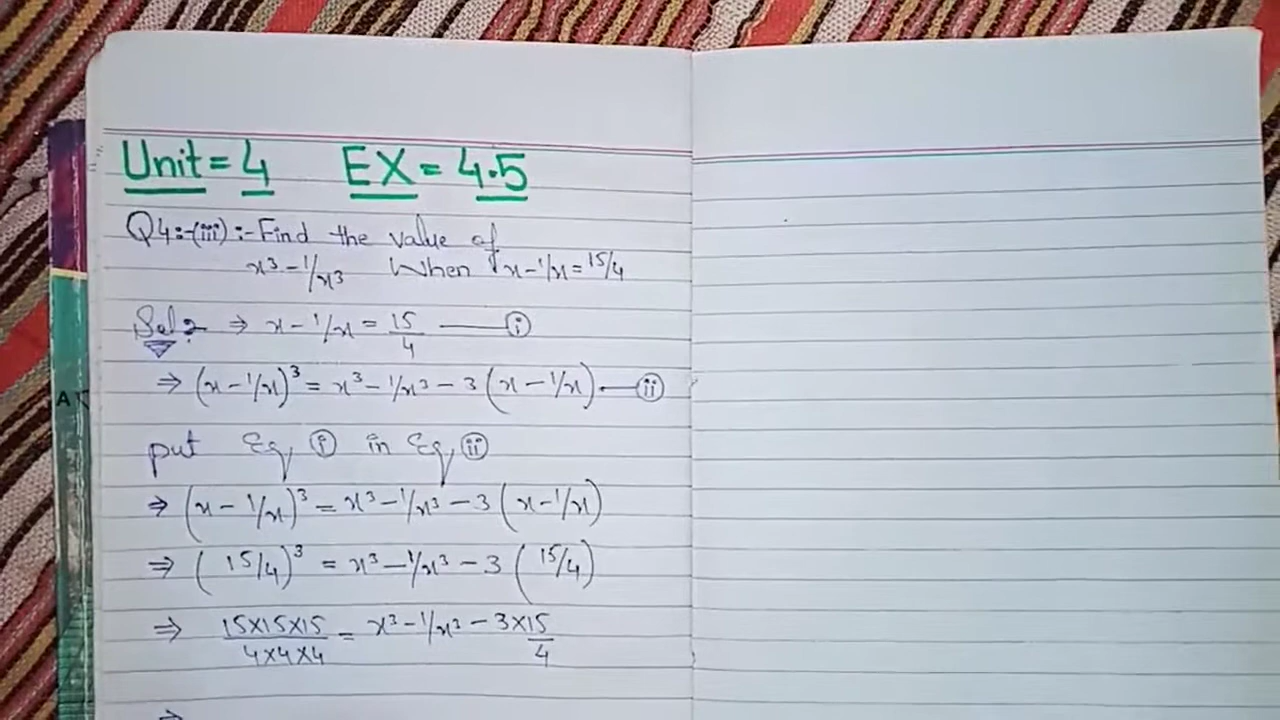 Unit = 4 EX = 4.5
Q4:-(iii) :- Find the value of
x³ - 1/x³ When x - 1/x = 15/4
Sol: ⇒ x - 1/x = 15/4 — (i)
⇒ (x - 1/x)³ = x³ - 1/x³ - 3(x - 1/x) — (ii)
put Eq (i) in Eq (ii)
⇒ (x - 1/x)³ = x³ - 1/x³ - 3(x - 1/x)
⇒ (15/4)³ = x³ - 1/x³ - 3(15/4)
⇒ 15×15×15/4×4×4 = x³ - 1/x³ - 3×15/4
⇒
A